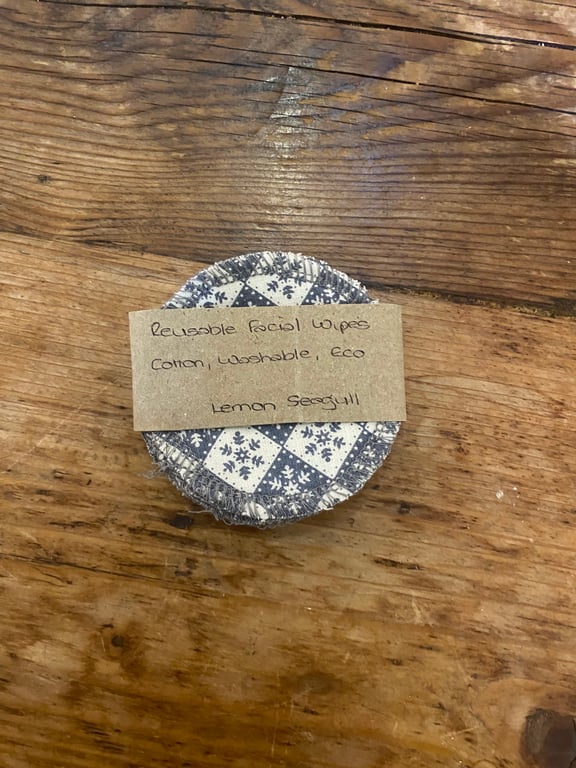 Reusable Facial Wipes
Cotton, Washable, Eco
Lemon Seagull